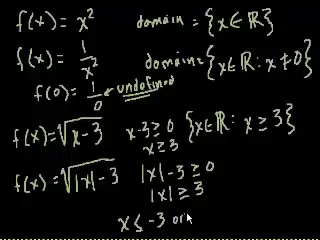 f(x) = x² domain = {x∈ℝ}
f(x) = 1/x² domain = {x∈ℝ: x≠0}
f(0) = 1/0 ← undefined
f(x) = √(x-3) x-3≥0 {x∈ℝ: x≥3}
x≥3
f(x) = √(|x|-3) |x|-3≥0
|x|≥3
x≤-3 or